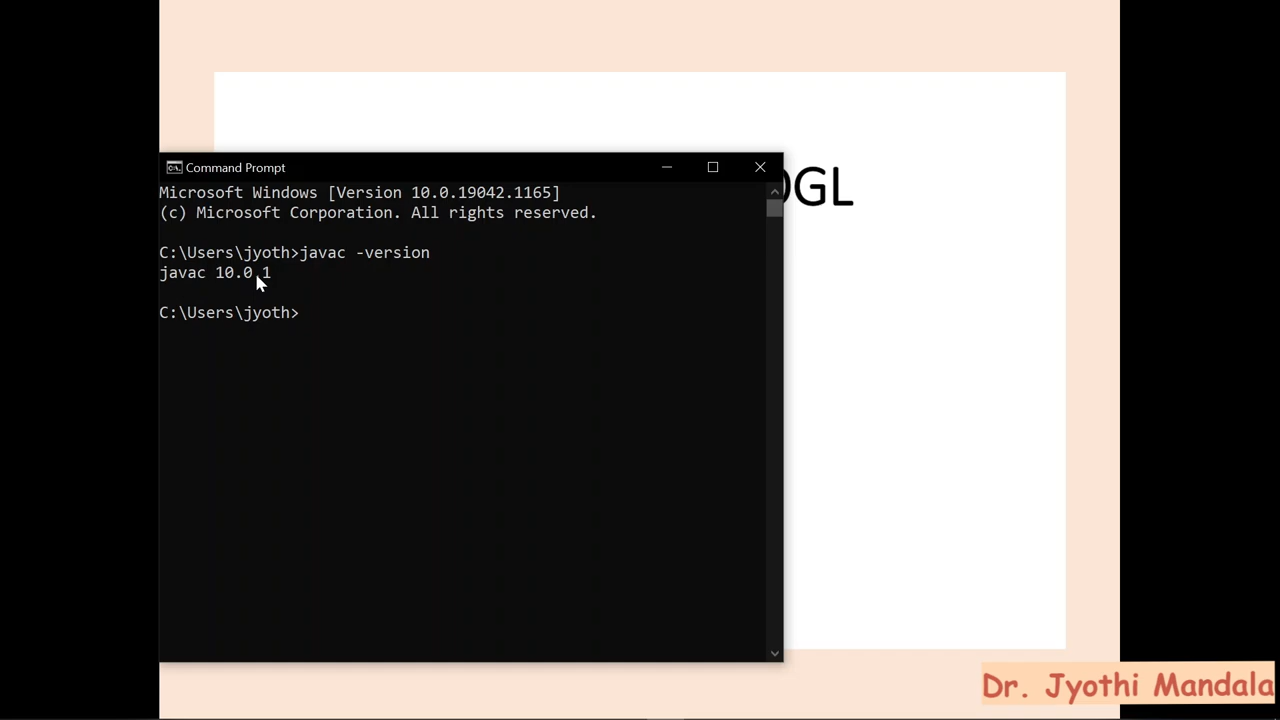 Command Prompt
Microsoft Windows [Version 10.0.19042.1165]
(c) Microsoft Corporation. All rights reserved.
C:\Users\jyoth>javac -version
javac 10.0.1
C:\Users\jyoth>
OGL
Dr. Jyothi Mandala